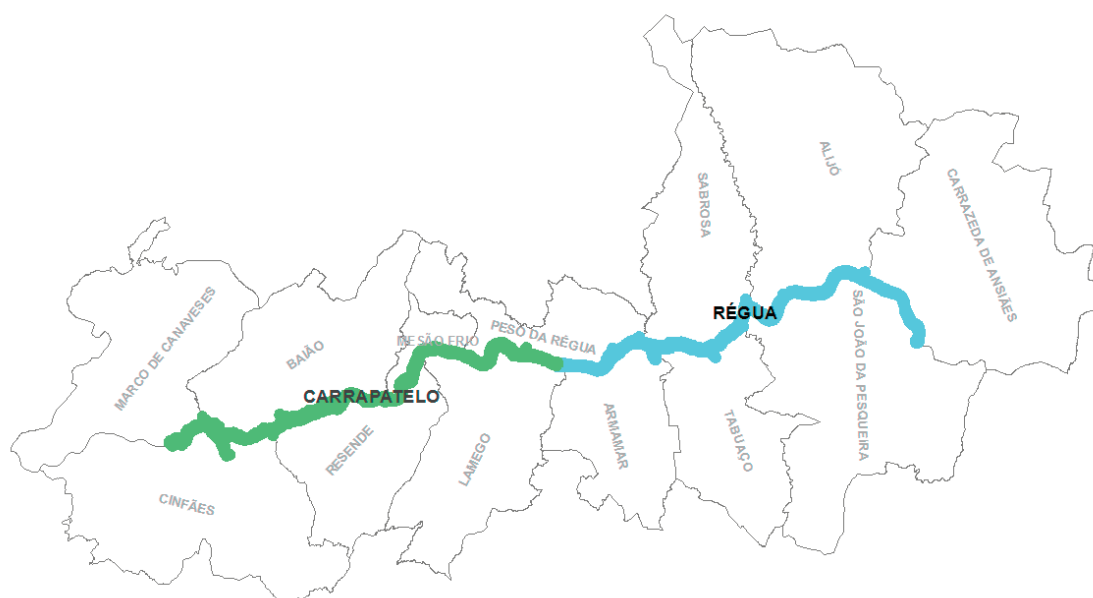 ALIJÓ
SABROSA
CARRAZEDA DE ANSIÃES
MARCO DE CANAVESES
BAIÃO
MESÃO FRIO
PESO DA RÉGUA
RÉGUA
SÃO JOÃO DA PESQUEIRA
CARRAPATELO
RESENDE
LAMEGO
ARMAMAR
TABUAÇO
CINFÃES